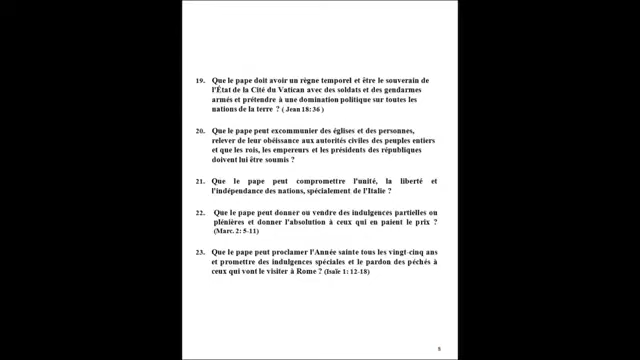 19. Que le pape doit avoir un règne temporel et être le souverain de
l'État de la Cité du Vatican avec des soldats et des gendarmes
armés et prétendre à une domination politique sur toutes les
nations de la terre ? ( Jean 18: 36 )
20. Que le pape peut excommunier des églises et des personnes,
relever de leur obéissance aux autorités civiles des peuples entiers
et que les rois, les empereurs et les présidents des républiques
doivent lui être soumis ?
21. Que le pape peut compromettre l'unité, la liberté et
l'indépendance des nations, spécialement de l'Italie ?
22. Que le pape peut donner ou vendre des indulgences partielles ou
plénières et donner l'absolution à ceux qui en paient le prix ?
(Marc. 2: 5-11)
23. Que le pape peut proclamer l'Année sainte tous les vingt-cinq ans
et promettre des indulgences spéciales et le pardon des péchés à
ceux qui vont le visiter à Rome ? (Isaïe 1: 12-18)